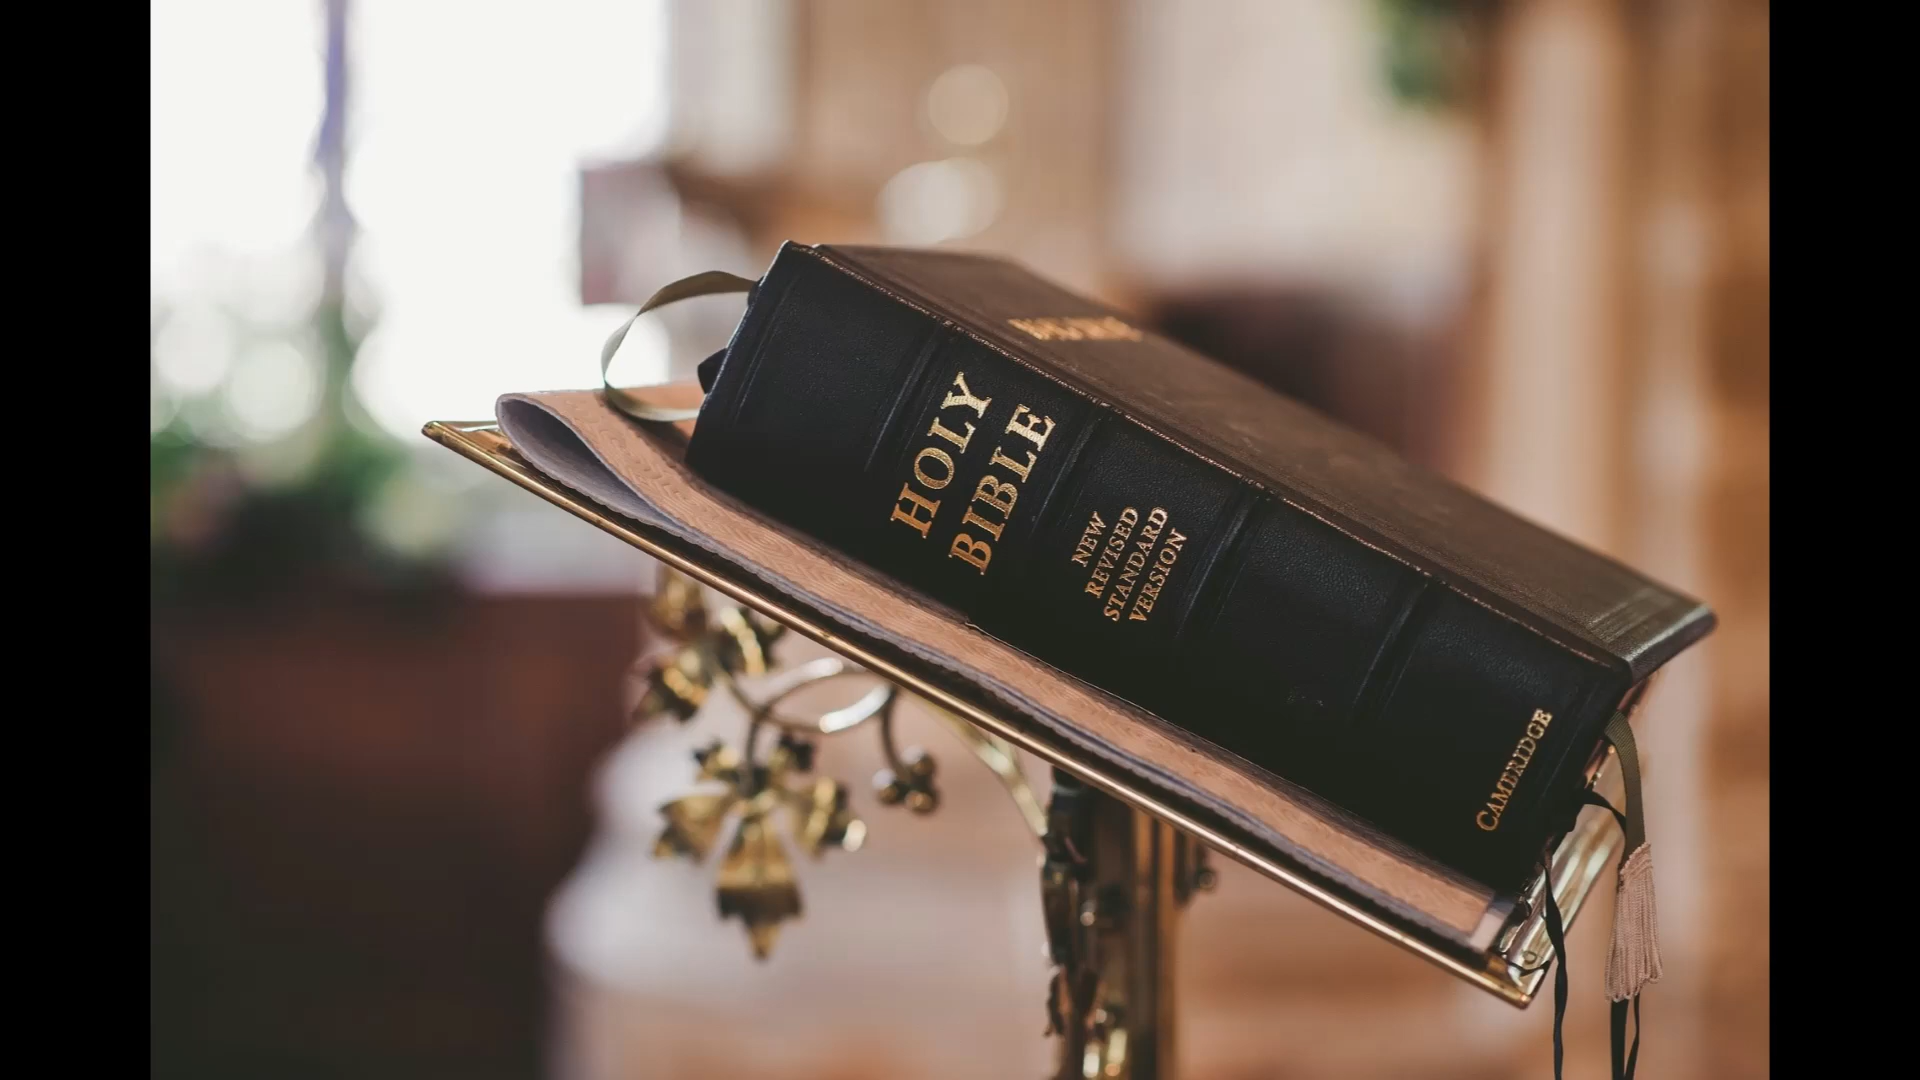 HOLY
BIBLE
NEW
REVISED
STANDARD
VERSION
CAMBRIDGE